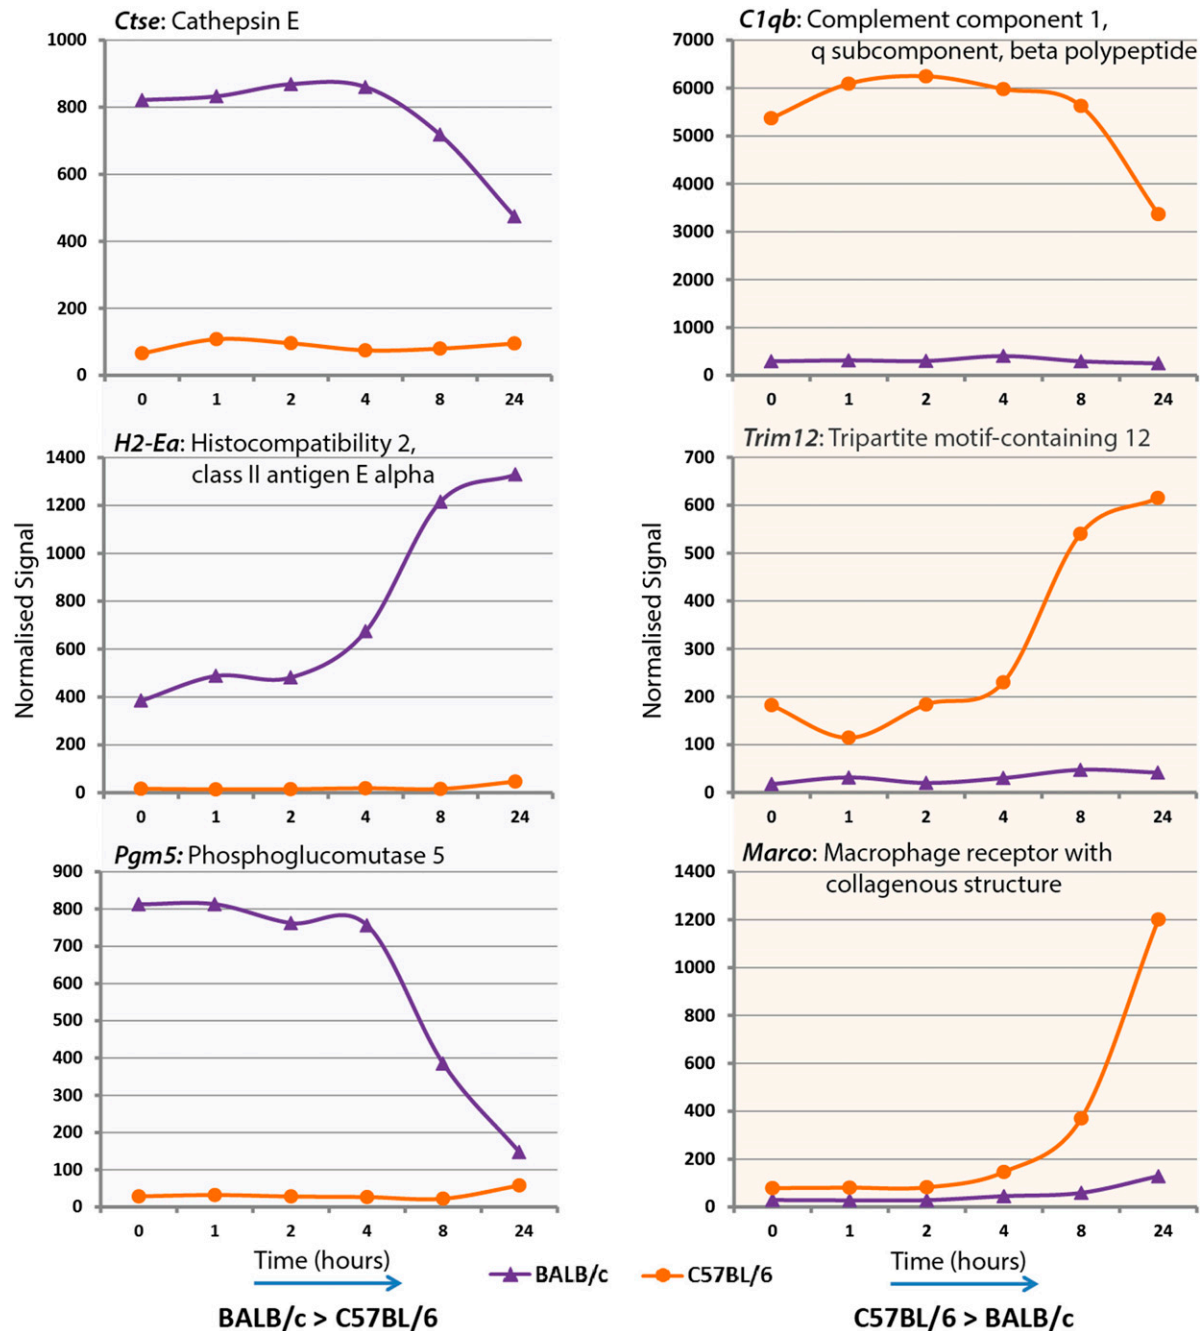 Ctse: Cathepsin E
1000
800
600
400
200
0
0 1 2 4 8 24
C1qb: Complement component 1,
q subcomponent, beta polypeptide
7000
6000
5000
4000
3000
2000
1000
0
0 1 2 4 8 24
H2-Ea: Histocompatibility 2,
class II antigen E alpha
Normalised Signal
1400
1200
1000
800
600
400
200
0
0 1 2 4 8 24
Trim12: Tripartite motif-containing 12
Normalised Signal
700
600
500
400
300
200
100
0
0 1 2 4 8 24
Pgm5: Phosphoglucomutase 5
900
800
700
600
500
400
300
200
100
0
0 1 2 4 8 24
Time (hours)
Marco: Macrophage receptor with
collagenous structure
1400
1200
1000
800
600
400
200
0
0 1 2 4 8 24
Time (hours)
BALB/c
C57BL/6
BALB/c > C57BL/6
C57BL/6 > BALB/c